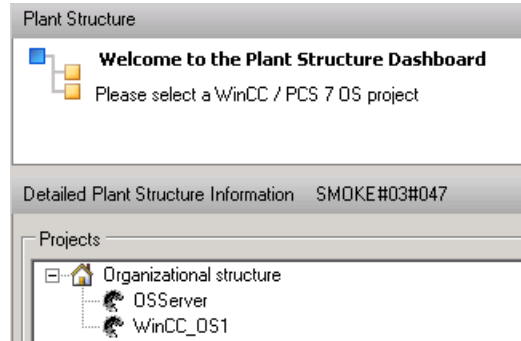 Plant Structure
Welcome to the Plant Structure Dashboard
Please select a WinCC / PCS 7 OS project
Detailed Plant Structure Information SMOKE#03#047
Projects
Organizational structure
OSServer
WinCC_OS1